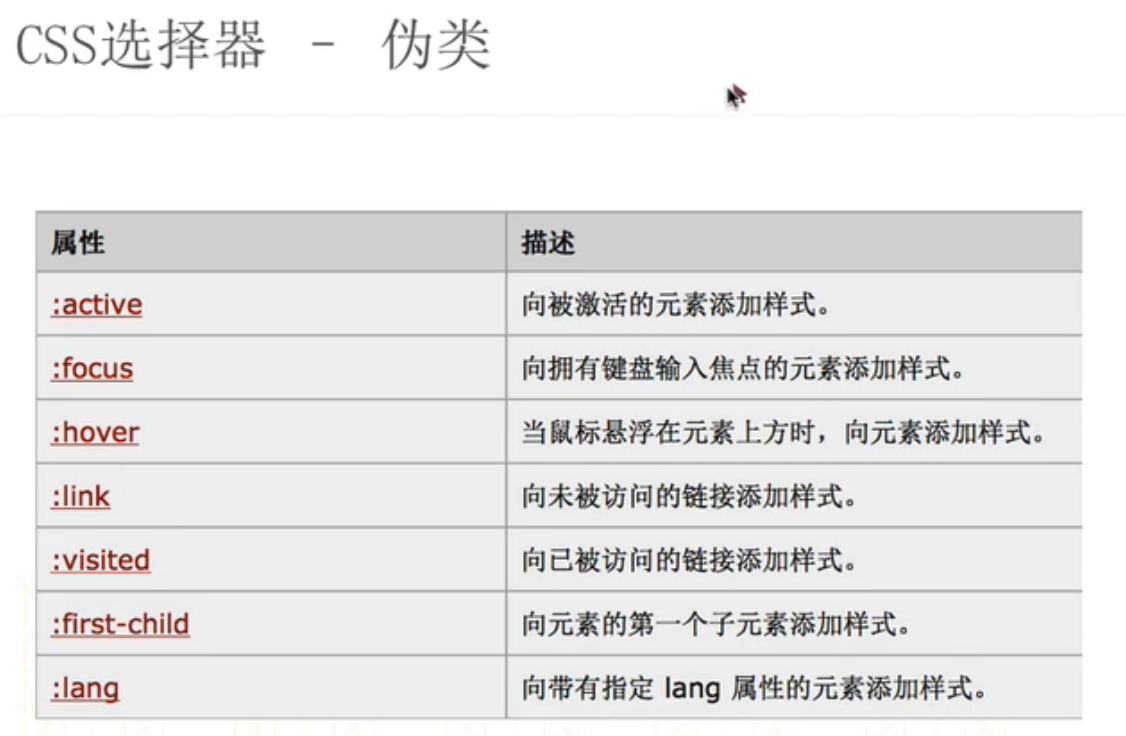 CSS选择器 - 伪类
属性 描述
:active 向被激活的元素添加样式。
:focus 向拥有键盘输入焦点的元素添加样式。
:hover 当鼠标悬浮在元素上方时，向元素添加样式。
:link 向未被访问的链接添加样式。
:visited 向已被访问的链接添加样式。
:first-child 向元素的第一个子元素添加样式。
:lang 向带有指定 lang 属性的元素添加样式。